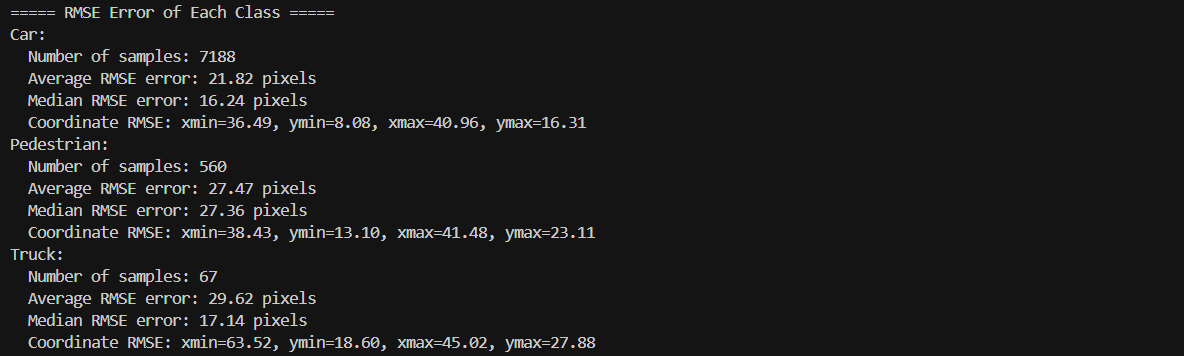 ===== RMSE Error of Each Class =====
Car:
  Number of samples: 7188
  Average RMSE error: 21.82 pixels
  Median RMSE error: 16.24 pixels
  Coordinate RMSE: xmin=36.49, ymin=8.08, xmax=40.96, ymax=16.31
Pedestrian:
  Number of samples: 560
  Average RMSE error: 27.47 pixels
  Median RMSE error: 27.36 pixels
  Coordinate RMSE: xmin=38.43, ymin=13.10, xmax=41.48, ymax=23.11
Truck:
  Number of samples: 67
  Average RMSE error: 29.62 pixels
  Median RMSE error: 17.14 pixels
  Coordinate RMSE: xmin=63.52, ymin=18.60, xmax=45.02, ymax=27.88